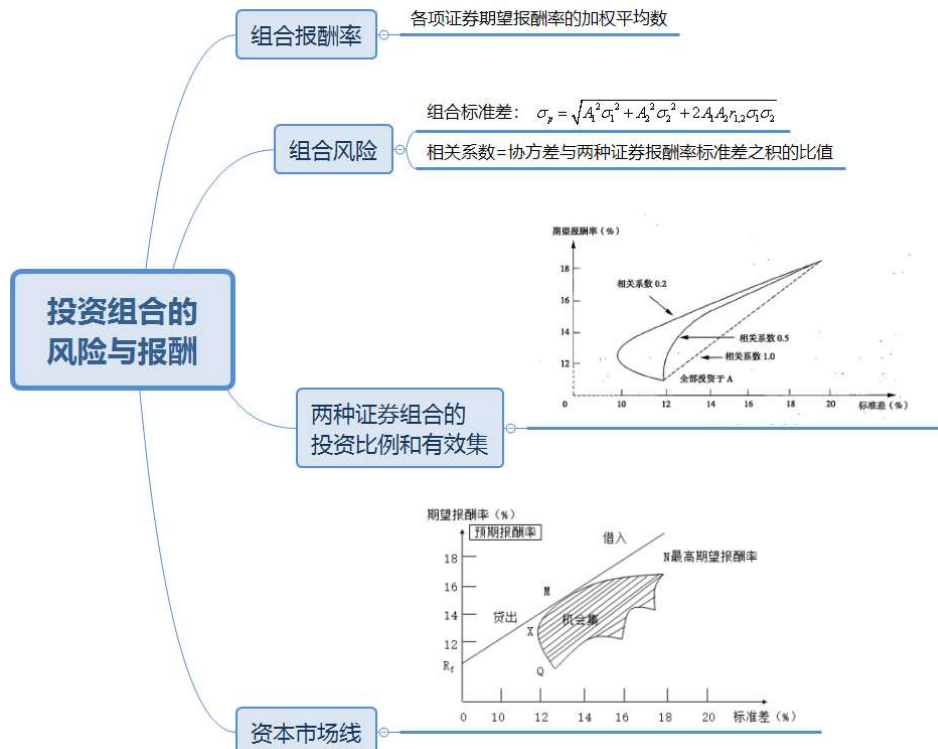 组合报酬率
各项证券期望报酬率的加权平均数
组合标准差： σₚ = √(A₁²σ₁² + A₂²σ₂² + 2A₁A₂r₁,₂σ₁σ₂)
组合风险
相关系数=协方差与两种证券报酬率标准差之积的比值
投资组合的
风险与报酬
期望报酬率（%）
18
相关系数 0.2
16
14
相关系数 0.5
相关系数 1.0
12
全部投资于 A
0 10 12 14 16 18 20 标准差（%）
两种证券组合的
投资比例和有效集
期望报酬率（%）
预期报酬率
借入
18
N最高期望报酬率
16
M
14
贷出
机会集
X
12
Rf
Q
0 10 12 14 16 18 20 标准差（%）
资本市场线